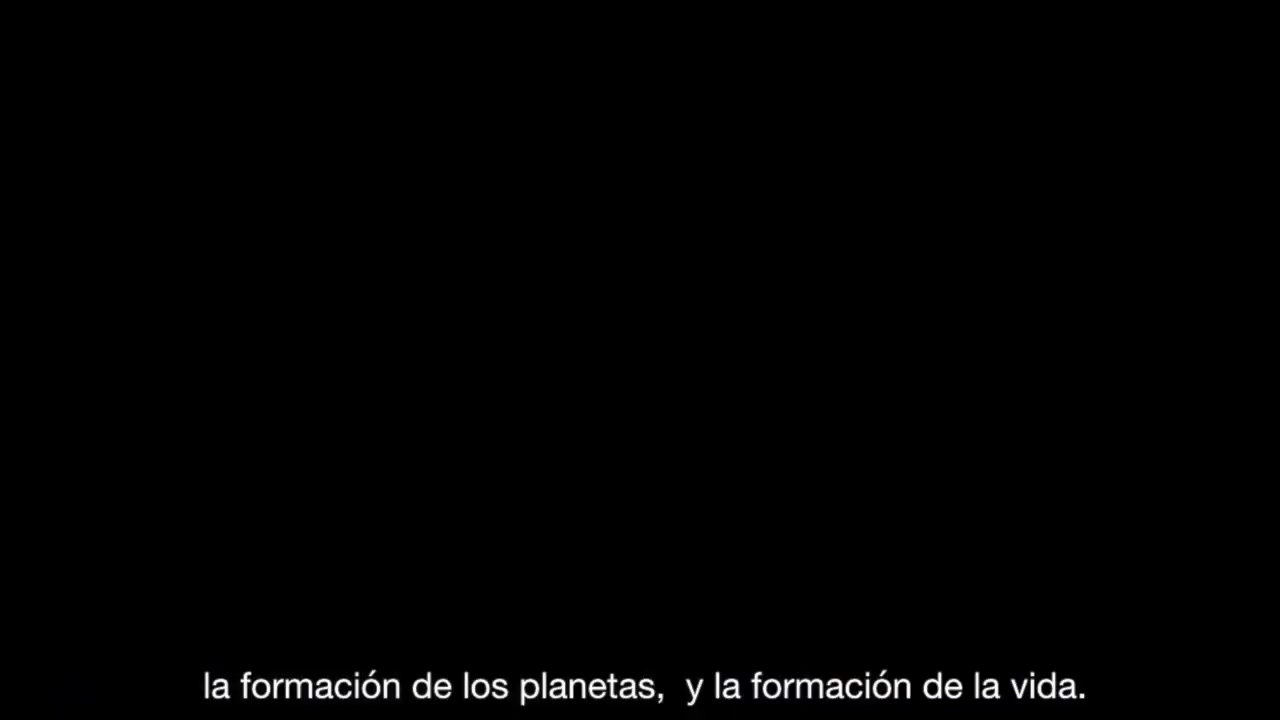 la formación de los planetas,  y la formación de la vida.